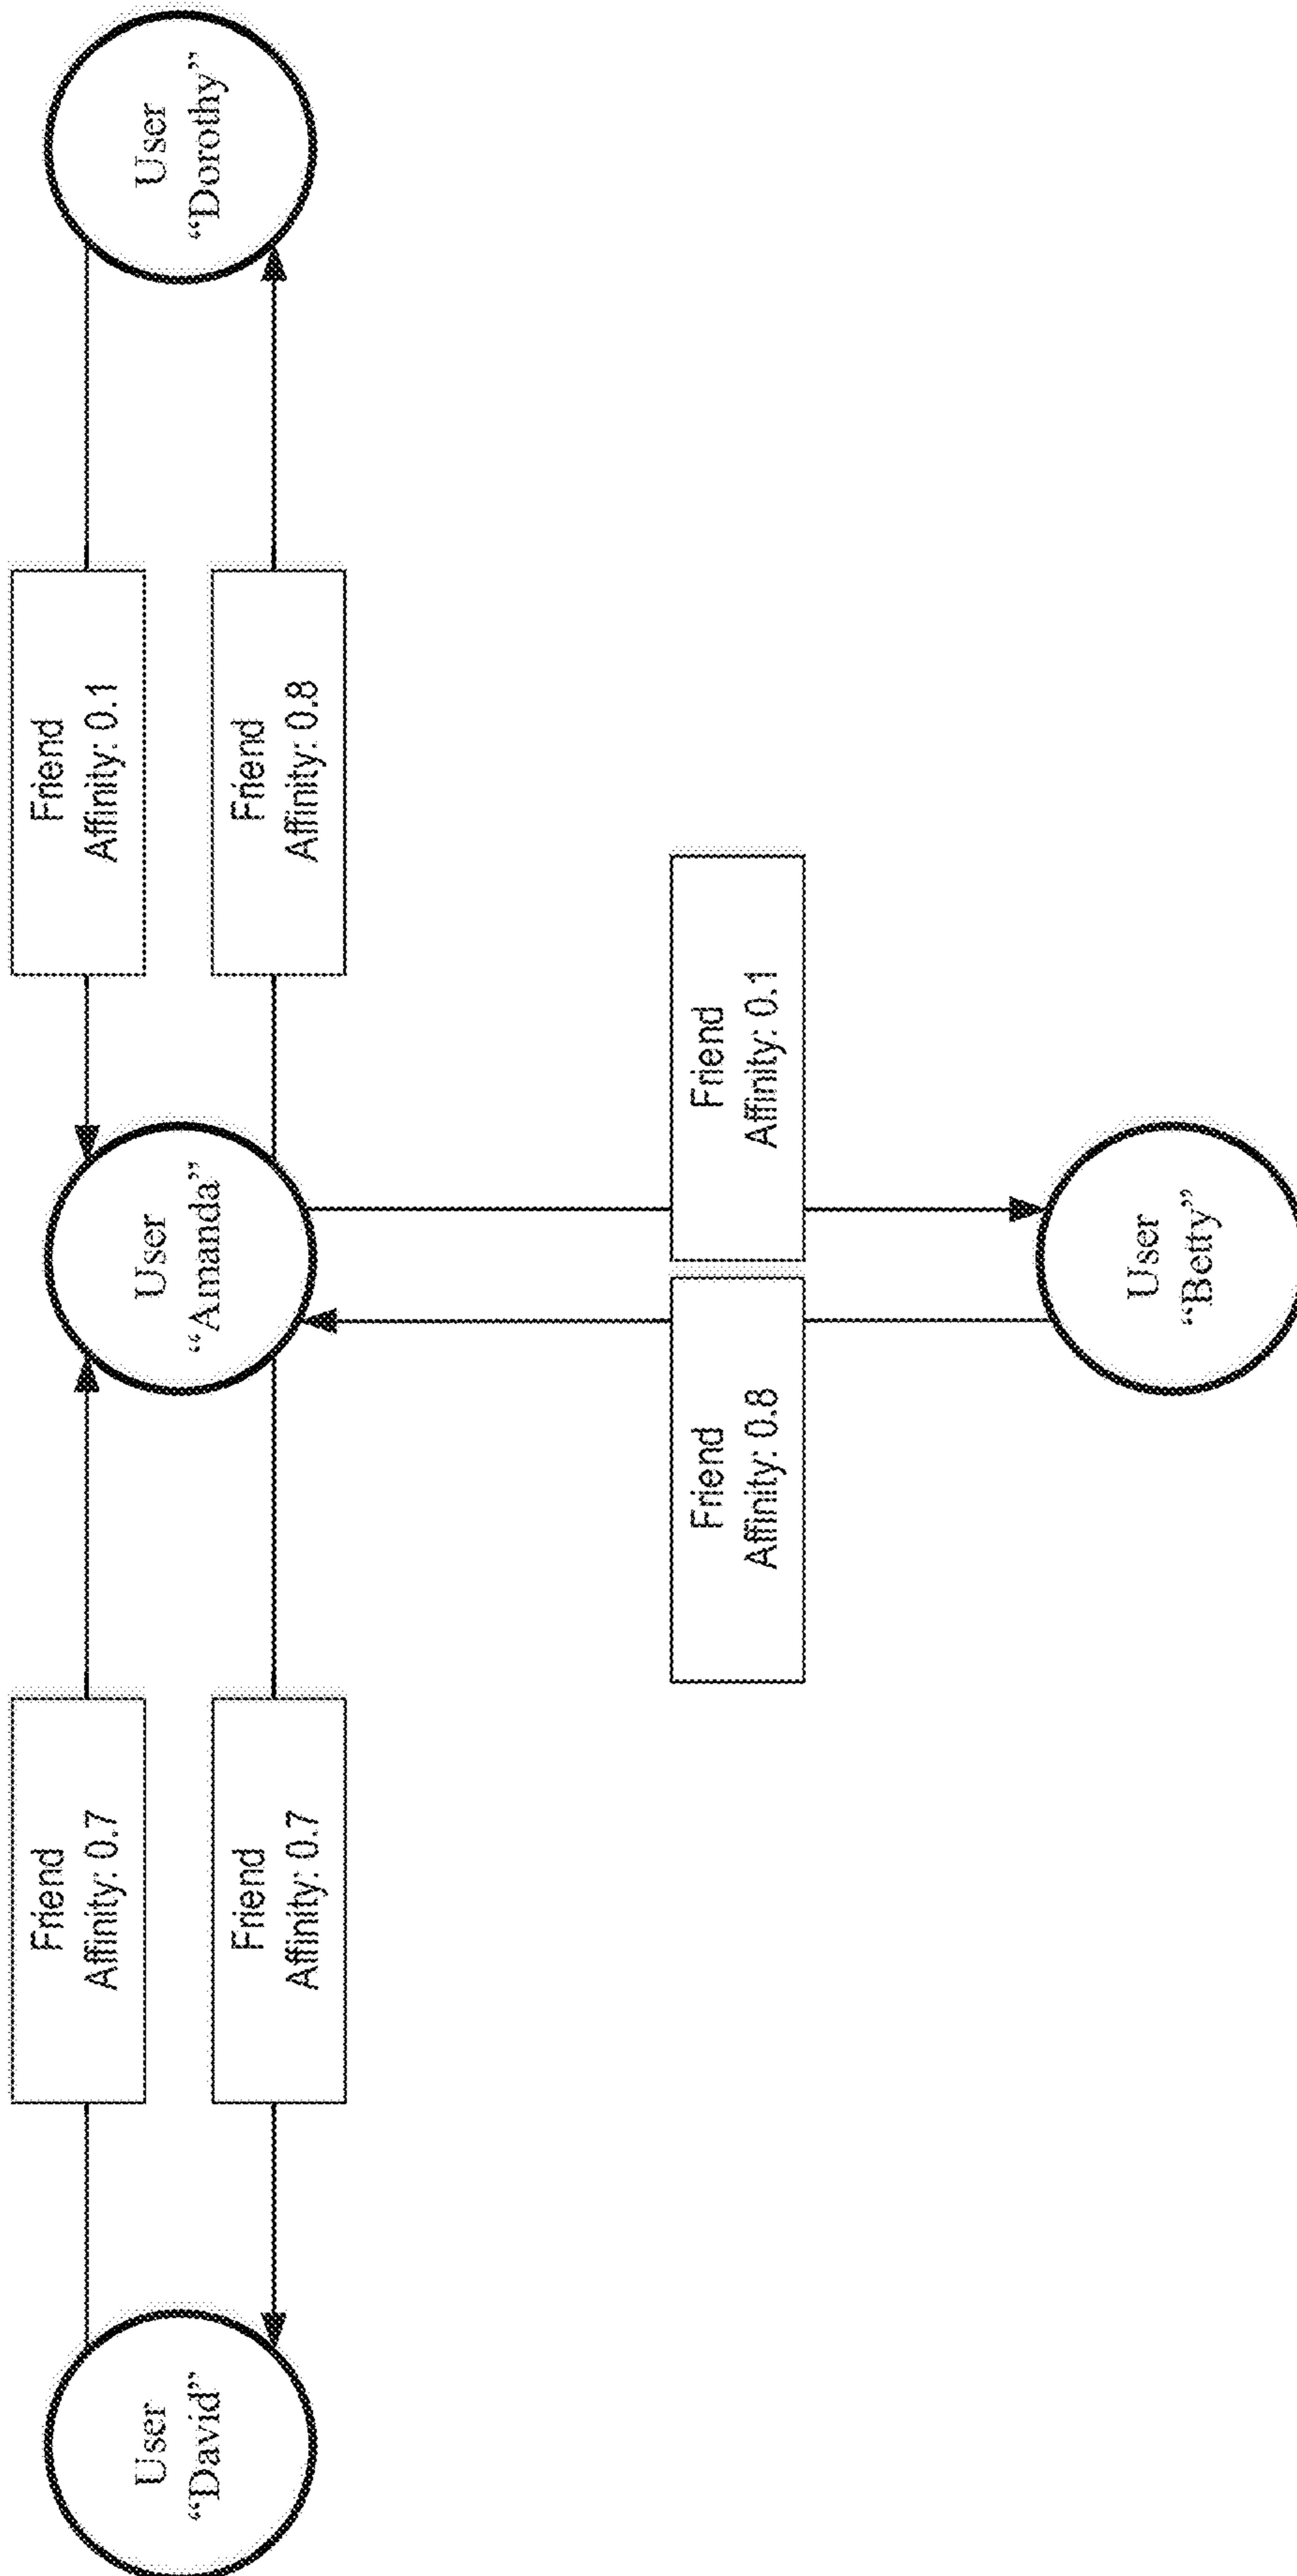 User
“David”
Friend
Affinity: 0.7
Friend
Affinity: 0.7
User
“Amanda”
Friend
Affinity: 0.1
Friend
Affinity: 0.8
User
“Dorothy”
Friend
Affinity: 0.8
Friend
Affinity: 0.1
User
“Betty”